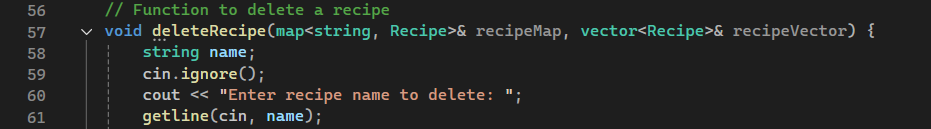 56 // Function to delete a recipe
57 void deleteRecipe(map<string, Recipe>& recipeMap, vector<Recipe>& recipeVector) {
58 string name;
59 cin.ignore();
60 cout << "Enter recipe name to delete: ";
61 getline(cin, name);